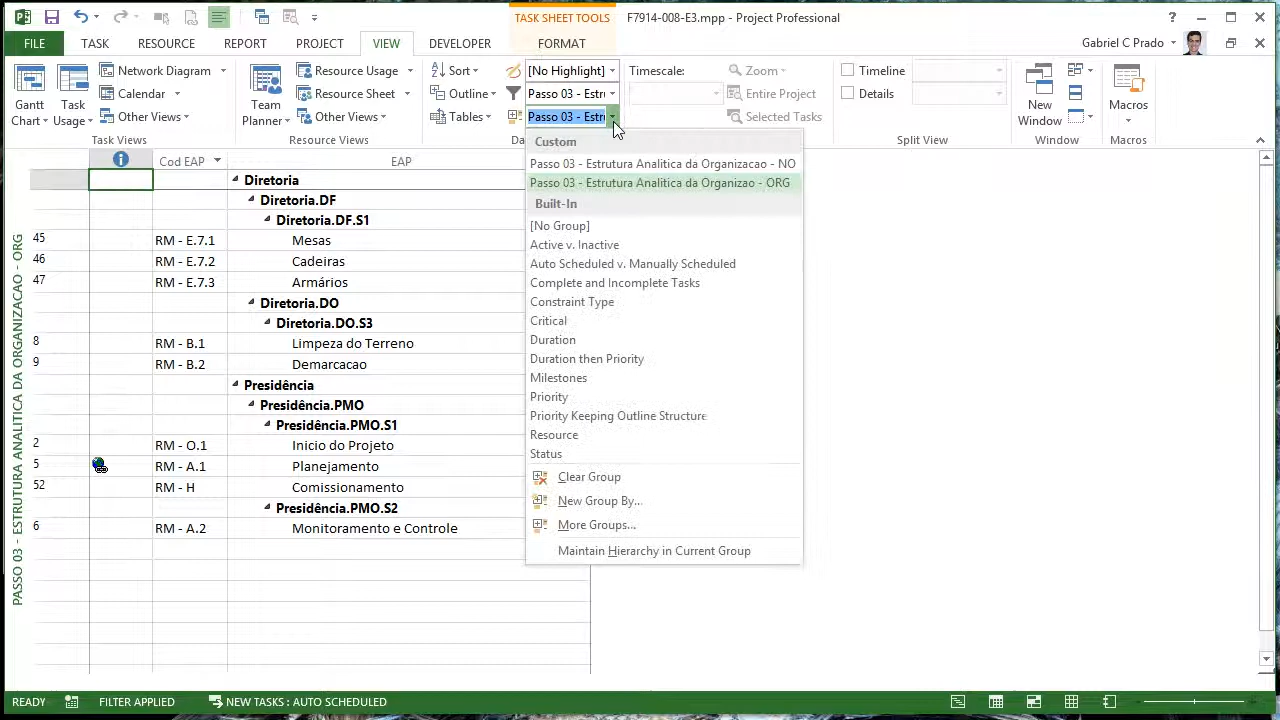 TASK SHEET TOOLS
F7914-008-E3.mpp - Project Professional
?
FILE TASK RESOURCE REPORT PROJECT VIEW DEVELOPER FORMAT
Gabriel C Prado
Gantt Chart
Task Usage
Network Diagram
Calendar
Other Views
Task Views
Team Planner
Resource Usage
Resource Sheet
Other Views
Resource Views
Sort
Outline
Tables
[No Highlight]
Passo 03 - Estr
Passo 03 - Estr
Da
Timescale:
Zoom
Entire Project
Selected Tasks
Timeline
Details
Split View
New Window
Window
Macros
Macros
Custom
Passo 03 - Estrutura Analitica da Organizacao - NO
Passo 03 - Estrutura Analitica da Organizao - ORG
Built-In
[No Group]
Active v. Inactive
Auto Scheduled v. Manually Scheduled
Complete and Incomplete Tasks
Constraint Type
Critical
Duration
Duration then Priority
Milestones
Priority
Priority Keeping Outline Structure
Resource
Status
Clear Group
New Group By...
More Groups...
Maintain Hierarchy in Current Group
Cod EAP EAP
Diretoria
Diretoria.DF
Diretoria.DF.S1
45 RM - E.7.1 Mesas
46 RM - E.7.2 Cadeiras
47 RM - E.7.3 Armários
Diretoria.DO
Diretoria.DO.S3
8 RM - B.1 Limpeza do Terreno
9 RM - B.2 Demarcacao
Presidência
Presidência.PMO
Presidência.PMO.S1
2 RM - O.1 Inicio do Projeto
5 RM - A.1 Planejamento
52 RM - H Comissionamento
Presidência.PMO.S2
6 RM - A.2 Monitoramento e Controle
PASSO 03 - ESTRUTURA ANALITICA DA ORGANIZACAO - ORG
READY FILTER APPLIED NEW TASKS : AUTO SCHEDULED